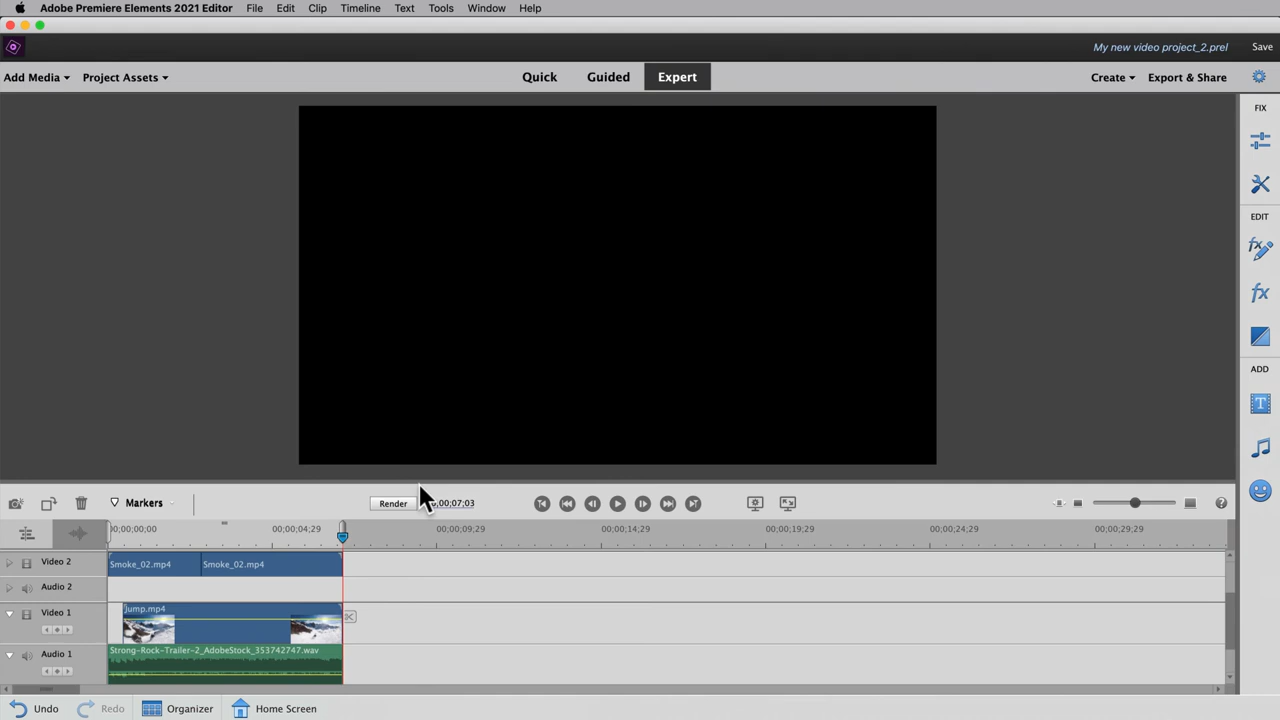 Adobe Premiere Elements 2021 Editor File Edit Clip Timeline Text Tools Window Help
My new video project_2.prel Save
Add Media Project Assets Quick Guided Expert Create Export & Share
FIX
EDIT
ADD
Markers Render 00;07;03
00;00;00 00;00;04;29 00;00;09;29 00;00;14;29 00;00;19;29 00;00;24;29 00;00;29;29
Video 2 Smoke_02.mp4 Smoke_02.mp4
Audio 2
Video 1 Jump.mp4
Audio 1 Strong-Rock-Trailer-2_AdobeStock_353742747.wav
Undo Redo Organizer Home Screen